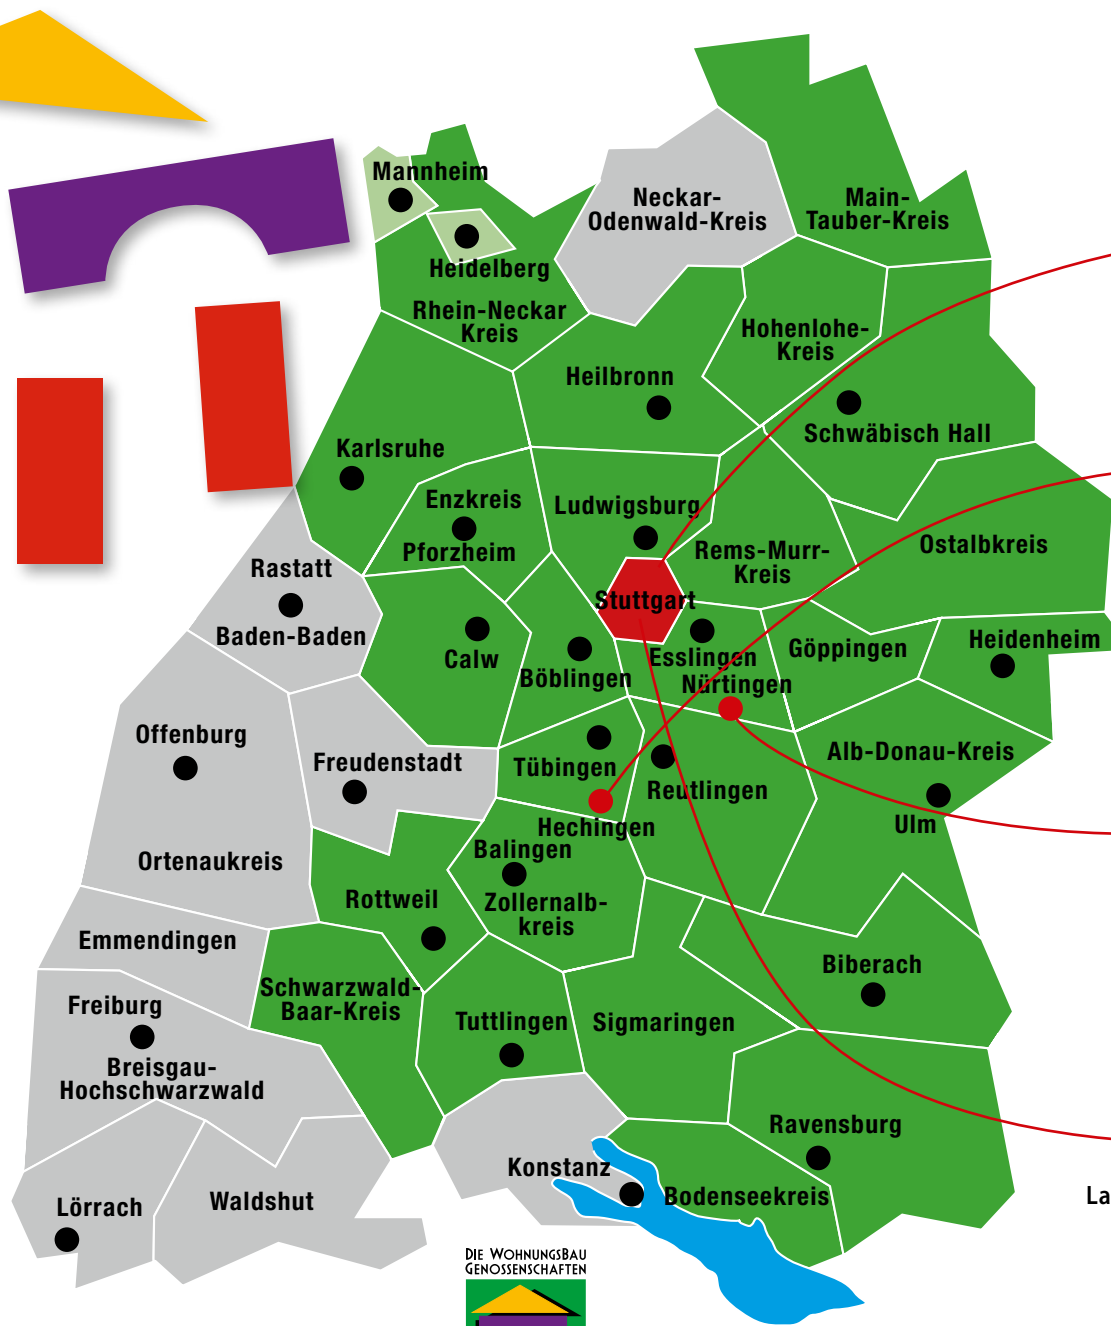 Mannheim
Neckar-
Odenwald-Kreis
Main-
Tauber-Kreis
Heidelberg
Rhein-Neckar
Kreis
Hohenlohe-
Kreis
Heilbronn
Schwäbisch Hall
Karlsruhe
Enzkreis
Pforzheim
Ludwigsburg
Rems-Murr-
Kreis
Ostalbkreis
Rastatt
Baden-Baden
Stuttgart
Calw
Böblingen
Esslingen
Nürtingen
Göppingen
Heidenheim
Offenburg
Freudenstadt
Tübingen
Reutlingen
Alb-Donau-Kreis
Ulm
Hechingen
Ortenaukreis
Balingen
Zollernalb-
kreis
Rottweil
Emmendingen
Schwarzwald-
Baar-Kreis
Biberach
Freiburg
Breisgau-
Hochschwarzwald
Tuttlingen
Sigmaringen
Ravensburg
Konstanz
Bodenseekreis
La
Lörrach
Waldshut
DIE WOHNUNGSBAU
GENOSSENSCHAFTEN